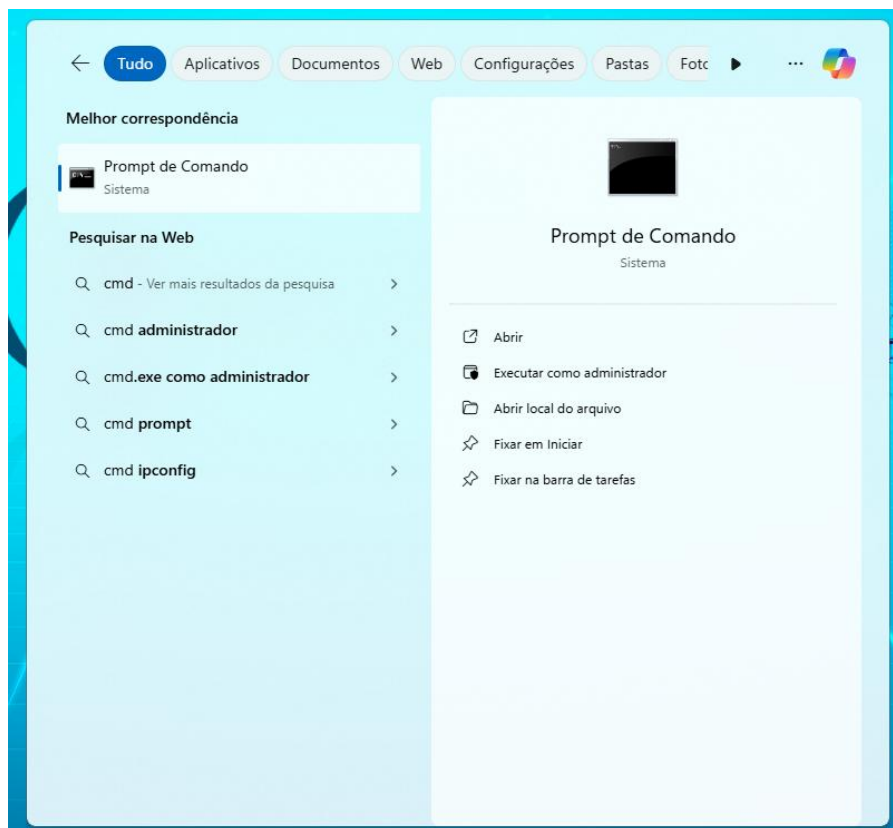 Tudo Aplicativos Documentos Web Configurações Pastas Foto
Melhor correspondência
Prompt de Comando
Sistema
Pesquisar na Web
cmd - Ver mais resultados da pesquisa
cmd administrador
cmd.exe como administrador
cmd prompt
cmd ipconfig
Prompt de Comando
Sistema
Abrir
Executar como administrador
Abrir local do arquivo
Fixar em Iniciar
Fixar na barra de tarefas